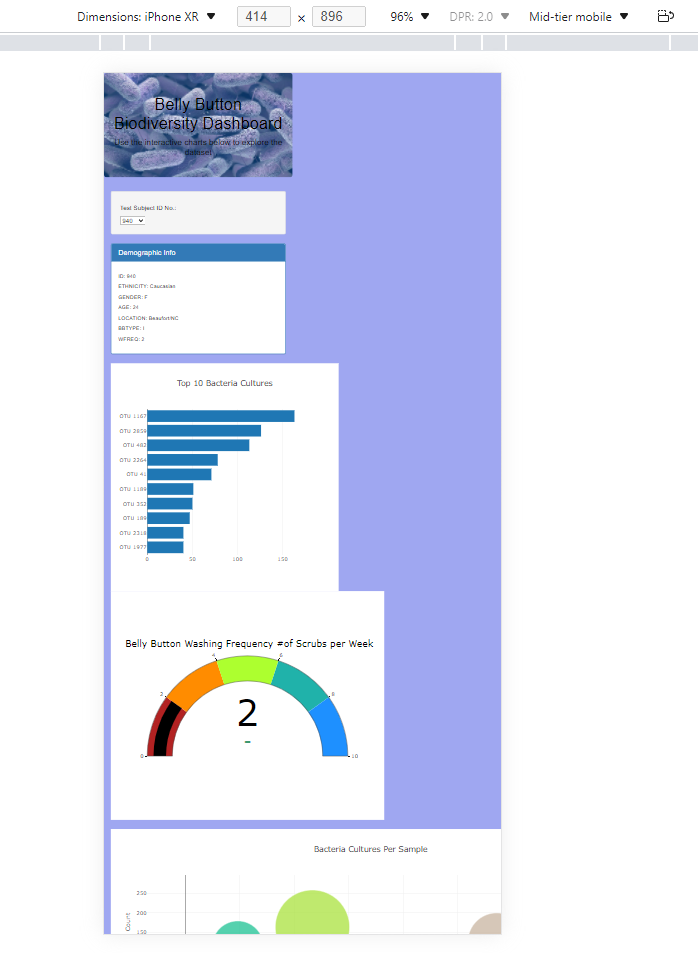 Dimensions: iPhone XR 414 × 896 96% DPR: 2.0 Mid-tier mobile
Belly Button
Biodiversity Dashboard
Use the interactive charts below to explore the
dataset
Test Subject ID No.:
940
Demographic Info
ID: 940
ETHNICITY: Caucasian
GENDER: F
AGE: 24
LOCATION: Beaufort/NC
BBTYPE: I
WFREQ: 2
Top 10 Bacteria Cultures
OTU 1167
OTU 2859
OTU 482
OTU 2264
OTU 41
OTU 1189
OTU 352
OTU 189
OTU 2318
OTU 1977
0 50 100 150
Belly Button Washing Frequency #of Scrubs per Week
4 6
2 8
2
-
0 10
Bacteria Cultures Per Sample
250
200
150
Count